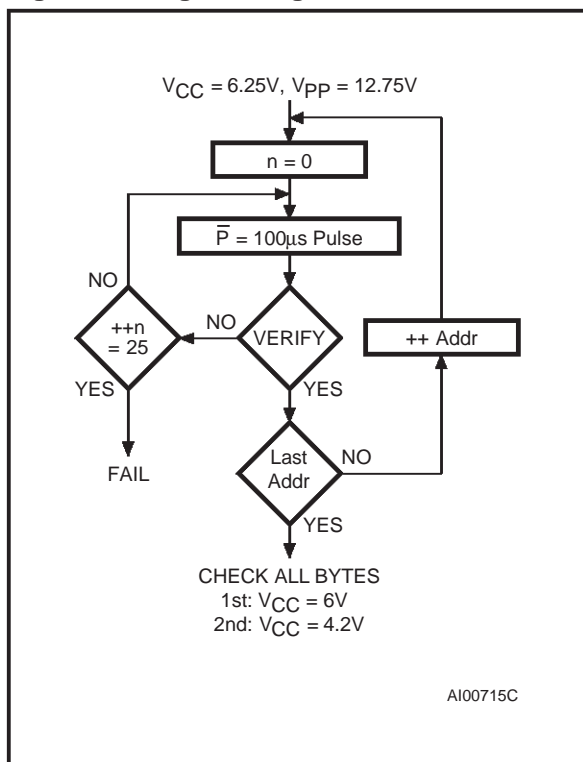 VCC = 6.25V, VPP = 12.75V
n = 0
P̅ = 100µs Pulse
NO
++n
= 25
NO
VERIFY
++ Addr
YES
YES
FAIL
Last
Addr
NO
YES
CHECK ALL BYTES
1st: VCC = 6V
2nd: VCC = 4.2V
AI00715C